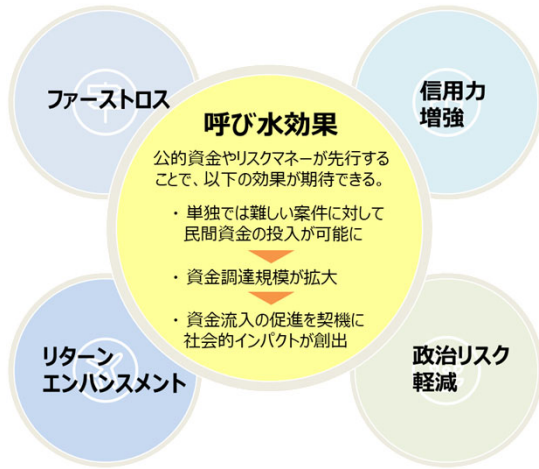 ファーストロス
信用力
増強
呼び水効果
公的資金やリスクマネーが先行する
ことで、以下の効果が期待できる。
・ 単独では難しい案件に対して
民間資金の投入が可能に
・ 資金調達規模が拡大
・ 資金流入の促進を契機に
社会的インパクトが創出
リターン
エンハンスメント
政治リスク
軽減